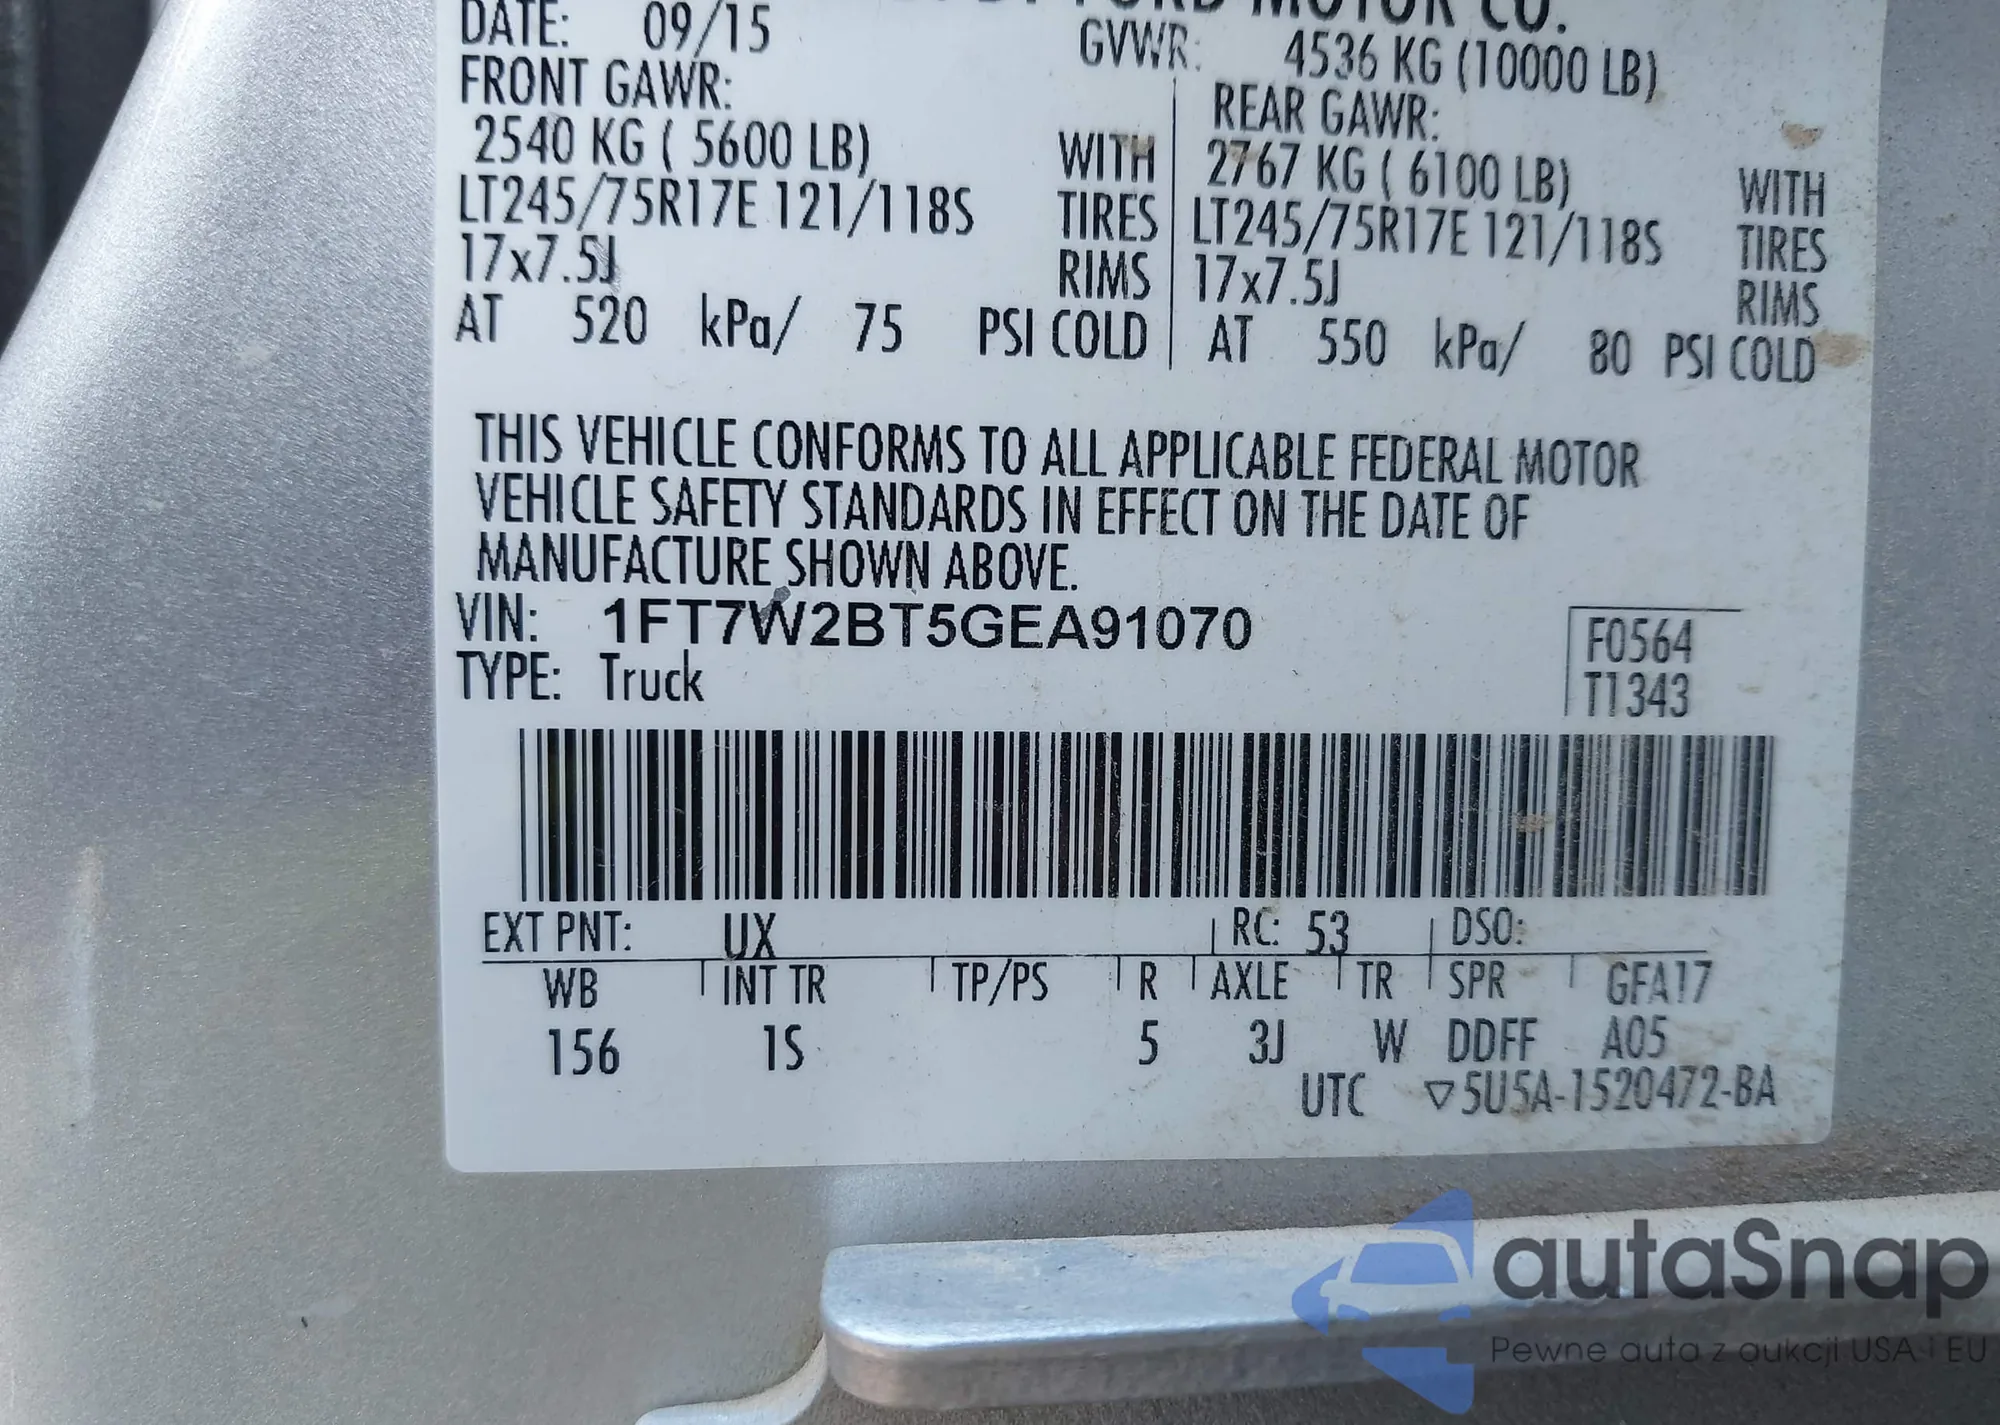 FORD MOTOR CO.
DATE: 09/15 GVWR: 4536 KG (10000 LB)
FRONT GAWR: REAR GAWR:
2540 KG ( 5600 LB) WITH 2767 KG ( 6100 LB) WITH
LT245/75R17E 121/118S TIRES LT245/75R17E 121/118S TIRES
17x7.5J RIMS 17x7.5J RIMS
AT 520 kPa/ 75 PSI COLD AT 550 kPa/ 80 PSI COLD
THIS VEHICLE CONFORMS TO ALL APPLICABLE FEDERAL MOTOR
VEHICLE SAFETY STANDARDS IN EFFECT ON THE DATE OF
MANUFACTURE SHOWN ABOVE.
VIN: 1FT7W2BT5GEA91070
TYPE: Truck
F0564
T1343
EXT PNT: UX RC: 53 DSO:
WB INT TR TP/PS R AXLE TR SPR GFA17
156 1S 5 3J W DDFF A05
UTC ▽5U5A-1520472-BA
autaSnap
Pewne auta z aukcji USA i EU